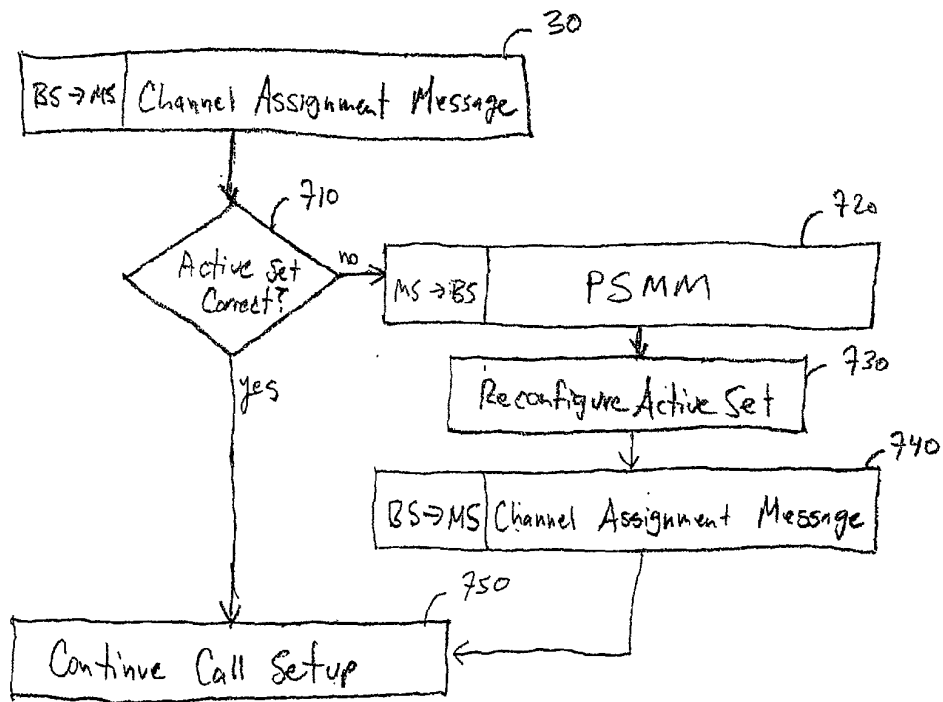 30
BS → MS Channel Assignment Message
710
Active Set
Correct?
no
720
MS → BS PSMM
730
Reconfigure Active Set
740
BS → MS Channel Assignment Message
yes
750
Continue Call Setup